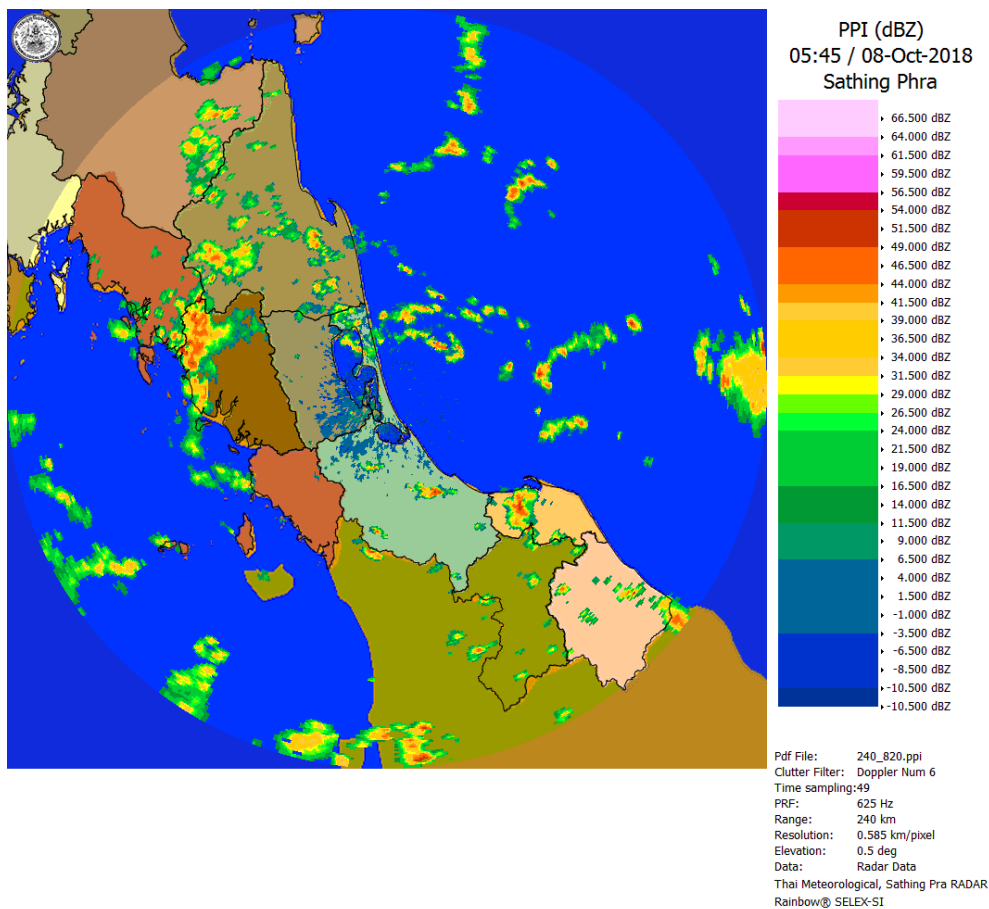 PPI (dBZ)
05:45 / 08-Oct-2018
Sathing Phra
66.500 dBZ
64.000 dBZ
61.500 dBZ
59.500 dBZ
56.500 dBZ
54.000 dBZ
51.500 dBZ
49.000 dBZ
46.500 dBZ
44.000 dBZ
41.500 dBZ
39.000 dBZ
36.500 dBZ
34.000 dBZ
31.500 dBZ
29.000 dBZ
26.500 dBZ
24.000 dBZ
21.500 dBZ
19.000 dBZ
16.500 dBZ
14.000 dBZ
11.500 dBZ
9.000 dBZ
6.500 dBZ
4.000 dBZ
1.500 dBZ
-1.000 dBZ
-3.500 dBZ
-6.500 dBZ
-8.500 dBZ
-10.500 dBZ
-10.500 dBZ
Pdf File: 240_820.ppi
Clutter Filter: Doppler Num 6
Time sampling:49
PRF: 625 Hz
Range: 240 km
Resolution: 0.585 km/pixel
Elevation: 0.5 deg
Data: Radar Data
Thai Meteorological, Sathing Pra RADAR
Rainbow® SELEX-SI